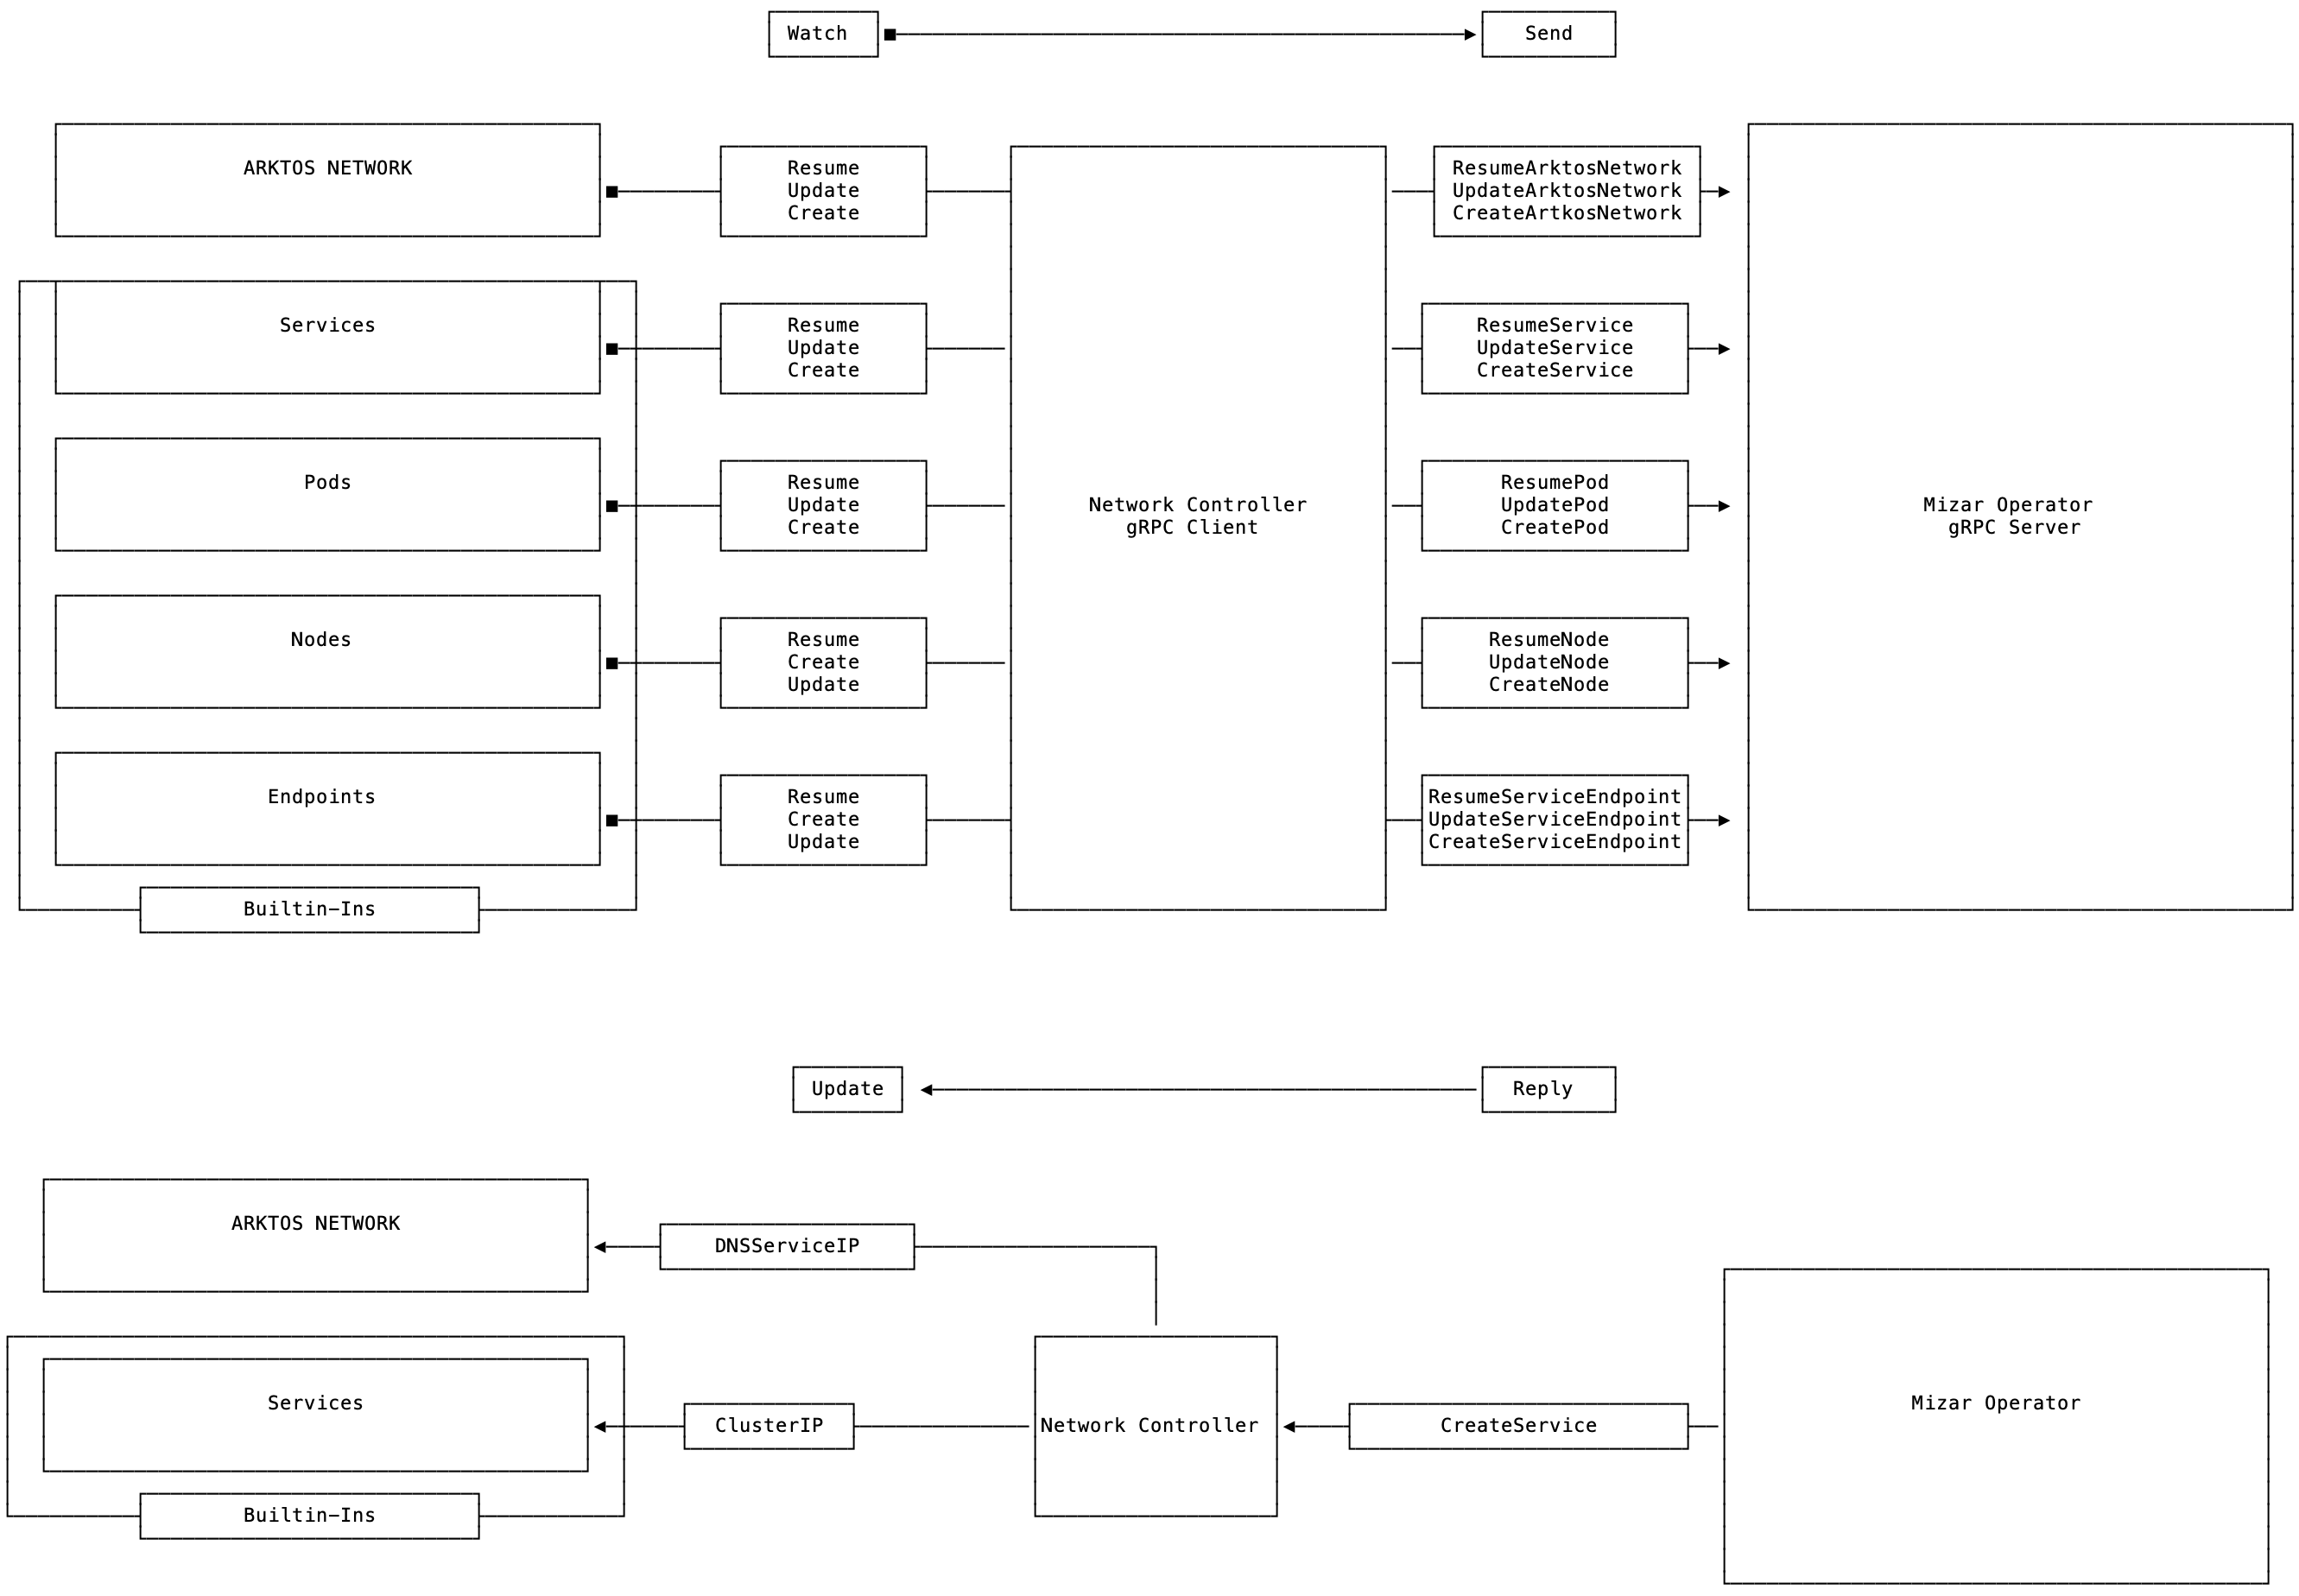 Watch
Send
ARKTOS NETWORK
Resume
Update
Create
ResumeArktosNetwork
UpdateArktosNetwork
CreateArtkosNetwork
Services
Resume
Update
Create
ResumeService
UpdateService
CreateService
Pods
Resume
Update
Create
Network Controller
gRPC Client
ResumePod
UpdatePod
CreatePod
Mizar Operator
gRPC Server
Nodes
Resume
Create
Update
ResumeNode
UpdateNode
CreateNode
Endpoints
Resume
Create
Update
ResumeServiceEndpoint
UpdateServiceEndpoint
CreateServiceEndpoint
Builtin-Ins
Update
Reply
ARKTOS NETWORK
DNSServiceIP
Services
ClusterIP
Network Controller
CreateService
Mizar Operator
Builtin-Ins